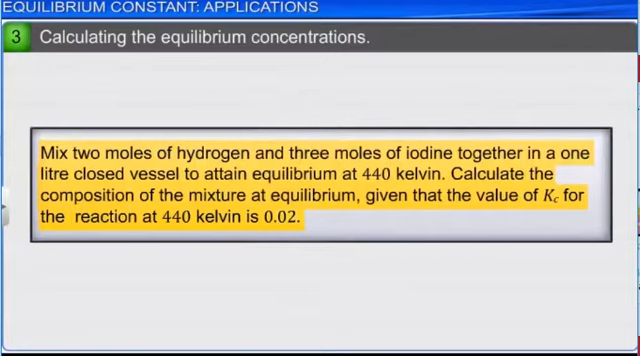 EQUILIBRIUM CONSTANT: APPLICATIONS
3 Calculating the equilibrium concentrations.
Mix two moles of hydrogen and three moles of iodine together in a one
litre closed vessel to attain equilibrium at 440 kelvin. Calculate the
composition of the mixture at equilibrium, given that the value of K꜀ for
the reaction at 440 kelvin is 0.02.